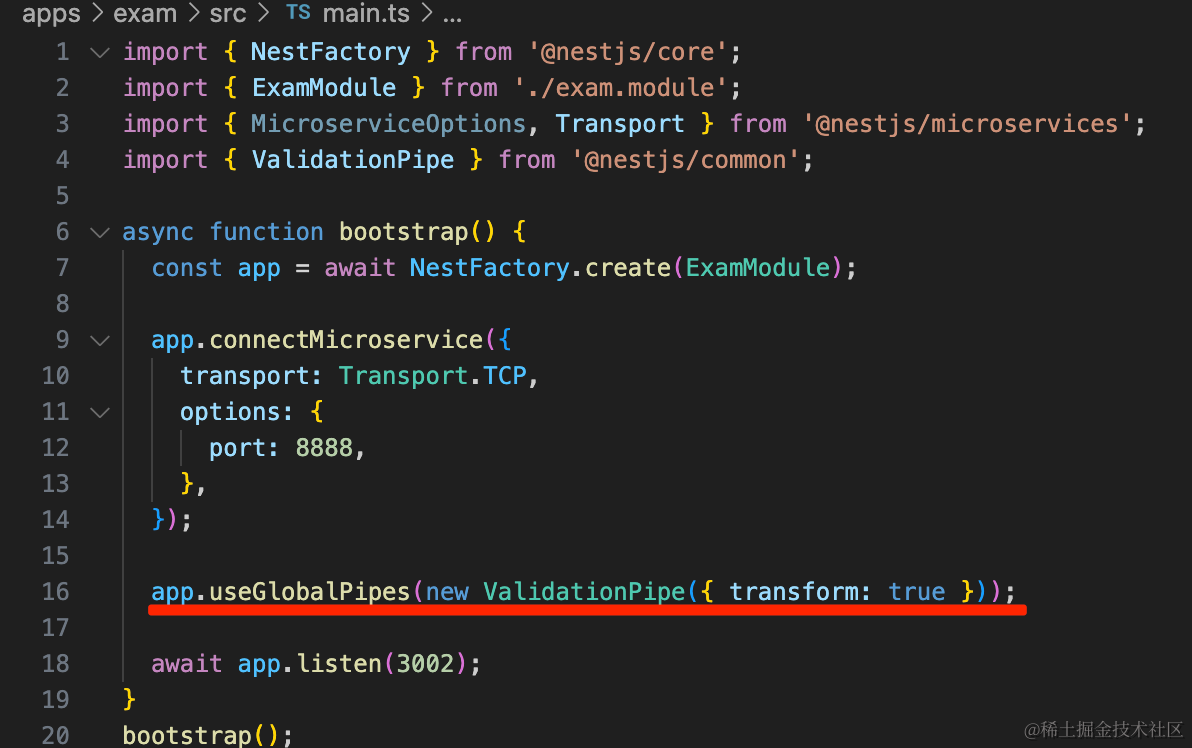 apps > exam > src > TS main.ts > ...
1 import { NestFactory } from '@nestjs/core';
2 import { ExamModule } from './exam.module';
3 import { MicroserviceOptions, Transport } from '@nestjs/microservices';
4 import { ValidationPipe } from '@nestjs/common';
5
6 async function bootstrap() {
7   const app = await NestFactory.create(ExamModule);
8
9   app.connectMicroservice({
10     transport: Transport.TCP,
11     options: {
12       port: 8888,
13     },
14   });
15
16   app.useGlobalPipes(new ValidationPipe({ transform: true }));
17
18   await app.listen(3002);
19 }
20 bootstrap();
@稀土掘金技术社区